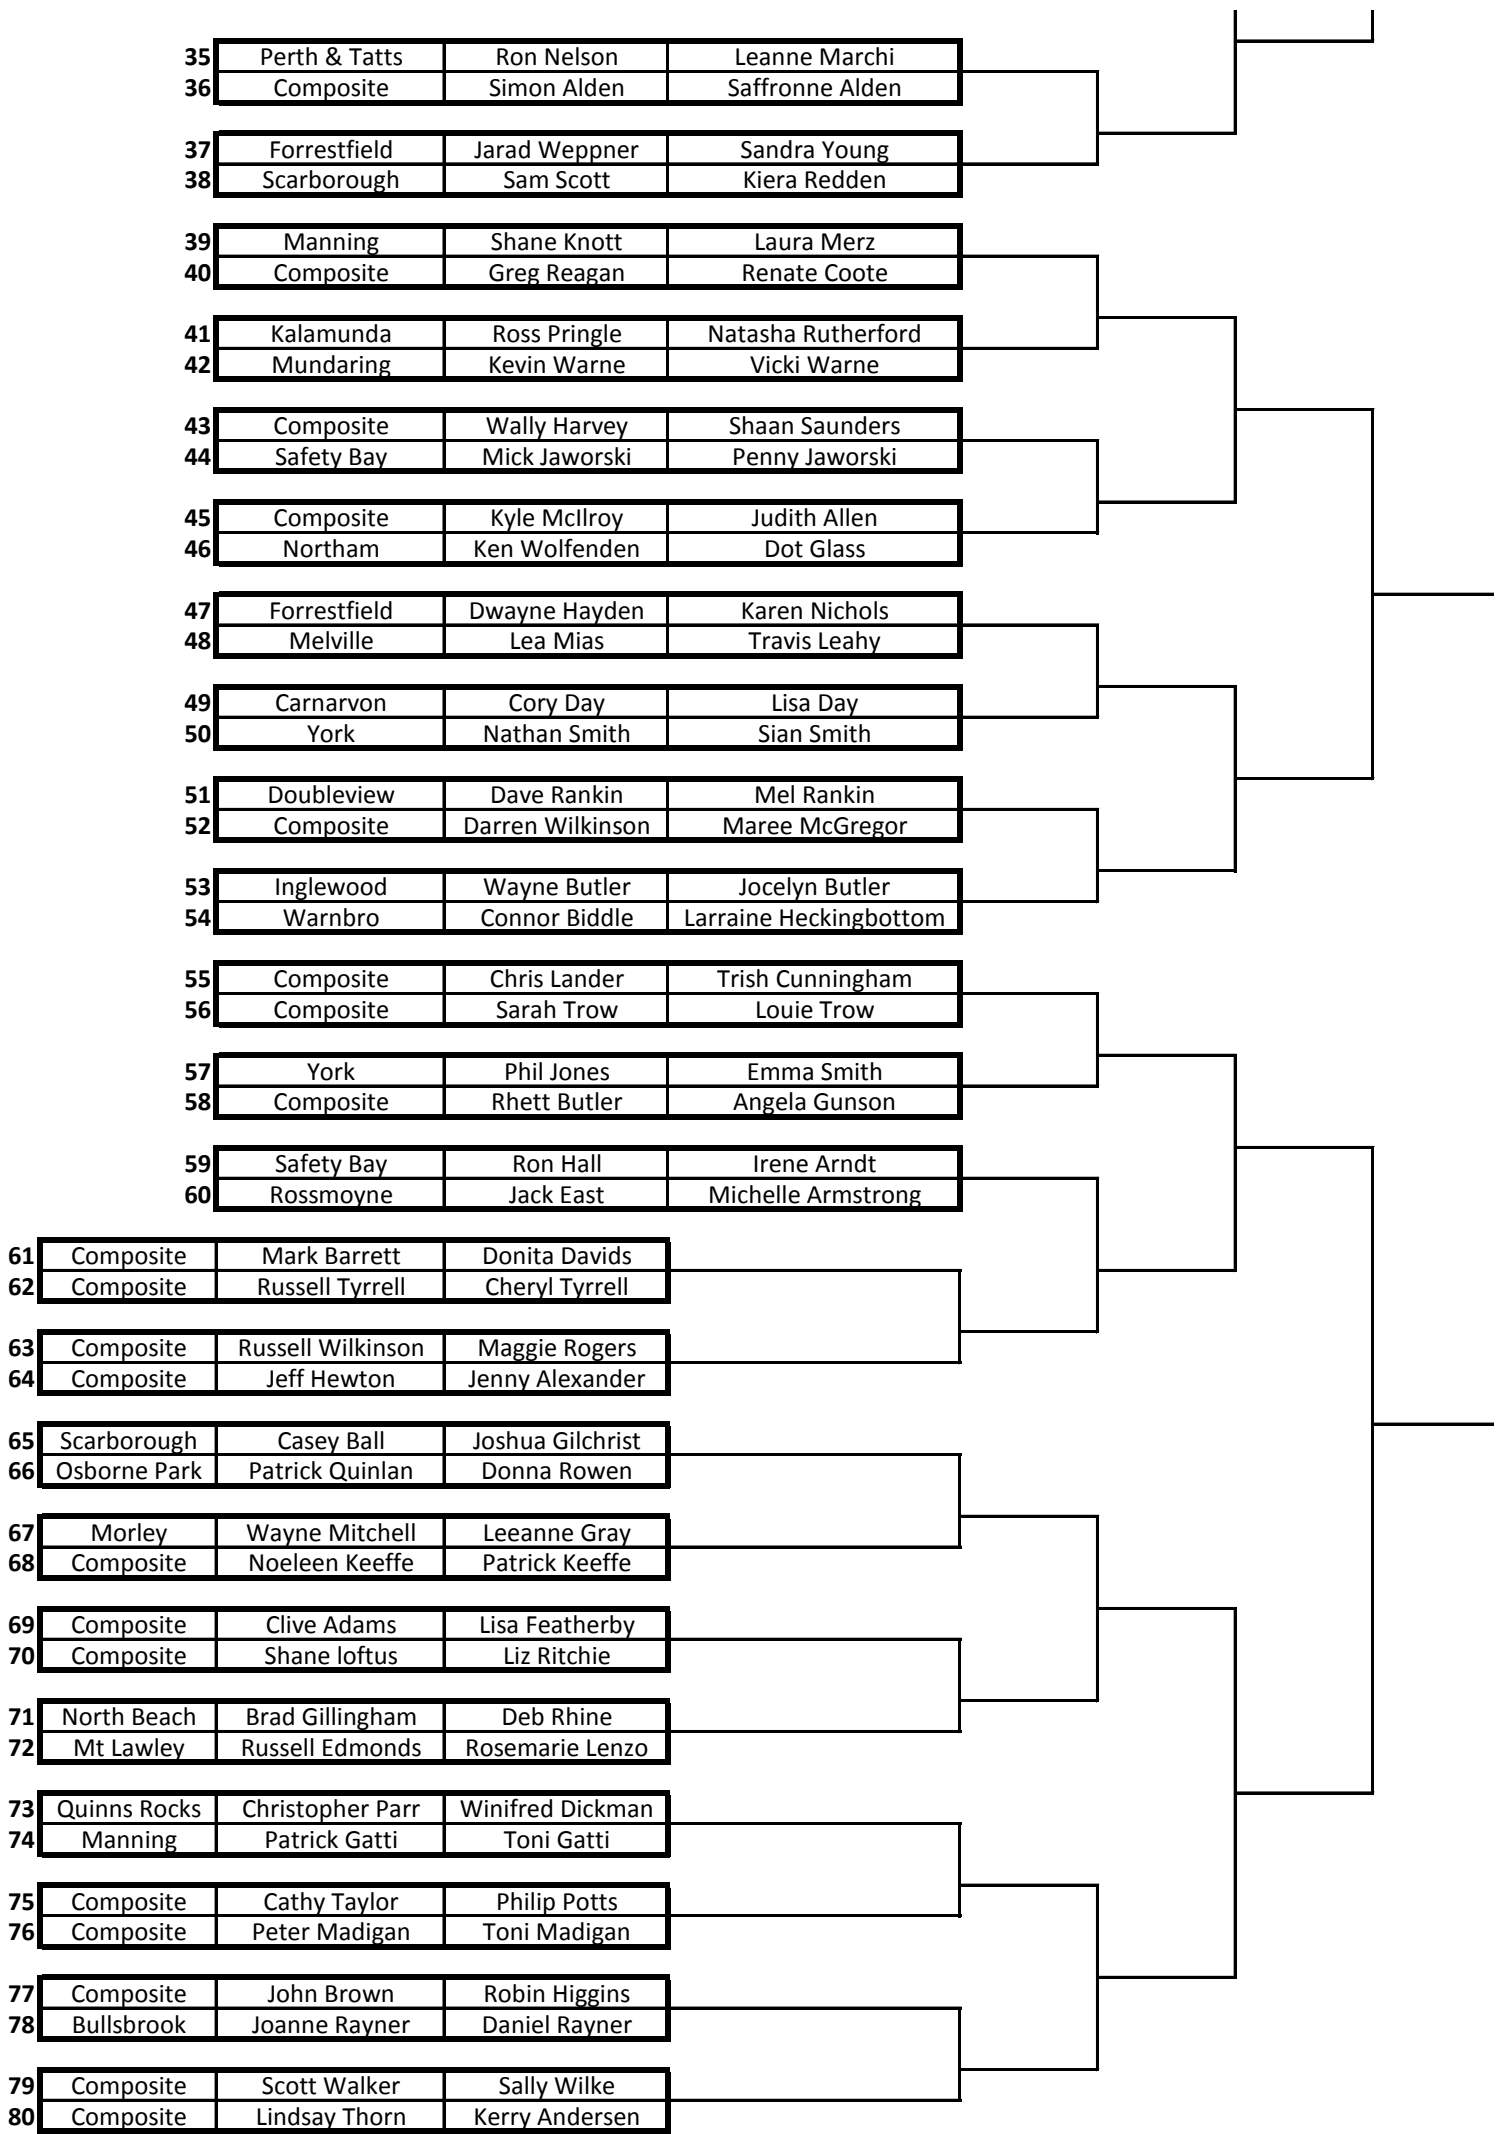 35 Perth & Tatts Ron Nelson Leanne Marchi
36 Composite Simon Alden Saffronne Alden
37 Forrestfield Jarad Weppner Sandra Young
38 Scarborough Sam Scott Kiera Redden
39 Manning Shane Knott Laura Merz
40 Composite Greg Reagan Renate Coote
41 Kalamunda Ross Pringle Natasha Rutherford
42 Mundaring Kevin Warne Vicki Warne
43 Composite Wally Harvey Shaan Saunders
44 Safety Bay Mick Jaworski Penny Jaworski
45 Composite Kyle McIlroy Judith Allen
46 Northam Ken Wolfenden Dot Glass
47 Forrestfield Dwayne Hayden Karen Nichols
48 Melville Lea Mias Travis Leahy
49 Carnarvon Cory Day Lisa Day
50 York Nathan Smith Sian Smith
51 Doubleview Dave Rankin Mel Rankin
52 Composite Darren Wilkinson Maree McGregor
53 Inglewood Wayne Butler Jocelyn Butler
54 Warnbro Connor Biddle Larraine Heckingbottom
55 Composite Chris Lander Trish Cunningham
56 Composite Sarah Trow Louie Trow
57 York Phil Jones Emma Smith
58 Composite Rhett Butler Angela Gunson
59 Safety Bay Ron Hall Irene Arndt
60 Rossmoyne Jack East Michelle Armstrong
61 Composite Mark Barrett Donita Davids
62 Composite Russell Tyrrell Cheryl Tyrrell
63 Composite Russell Wilkinson Maggie Rogers
64 Composite Jeff Hewton Jenny Alexander
65 Scarborough Casey Ball Joshua Gilchrist
66 Osborne Park Patrick Quinlan Donna Rowen
67 Morley Wayne Mitchell Leeanne Gray
68 Composite Noeleen Keeffe Patrick Keeffe
69 Composite Clive Adams Lisa Featherby
70 Composite Shane loftus Liz Ritchie
71 North Beach Brad Gillingham Deb Rhine
72 Mt Lawley Russell Edmonds Rosemarie Lenzo
73 Quinns Rocks Christopher Parr Winifred Dickman
74 Manning Patrick Gatti Toni Gatti
75 Composite Cathy Taylor Philip Potts
76 Composite Peter Madigan Toni Madigan
77 Composite John Brown Robin Higgins
78 Bullsbrook Joanne Rayner Daniel Rayner
79 Composite Scott Walker Sally Wilke
80 Composite Lindsay Thorn Kerry Andersen